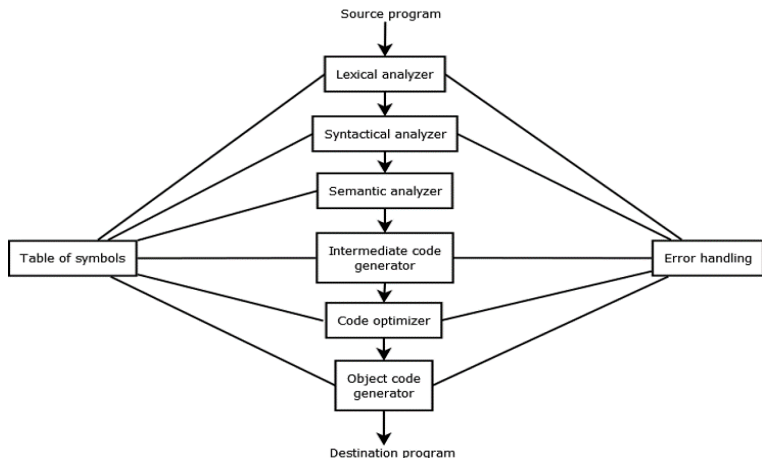 Source program
Lexical analyzer
Syntactical analyzer
Semantic analyzer
Table of symbols
Intermediate code
generator
Error handling
Code optimizer
Object code
generator
Destination program